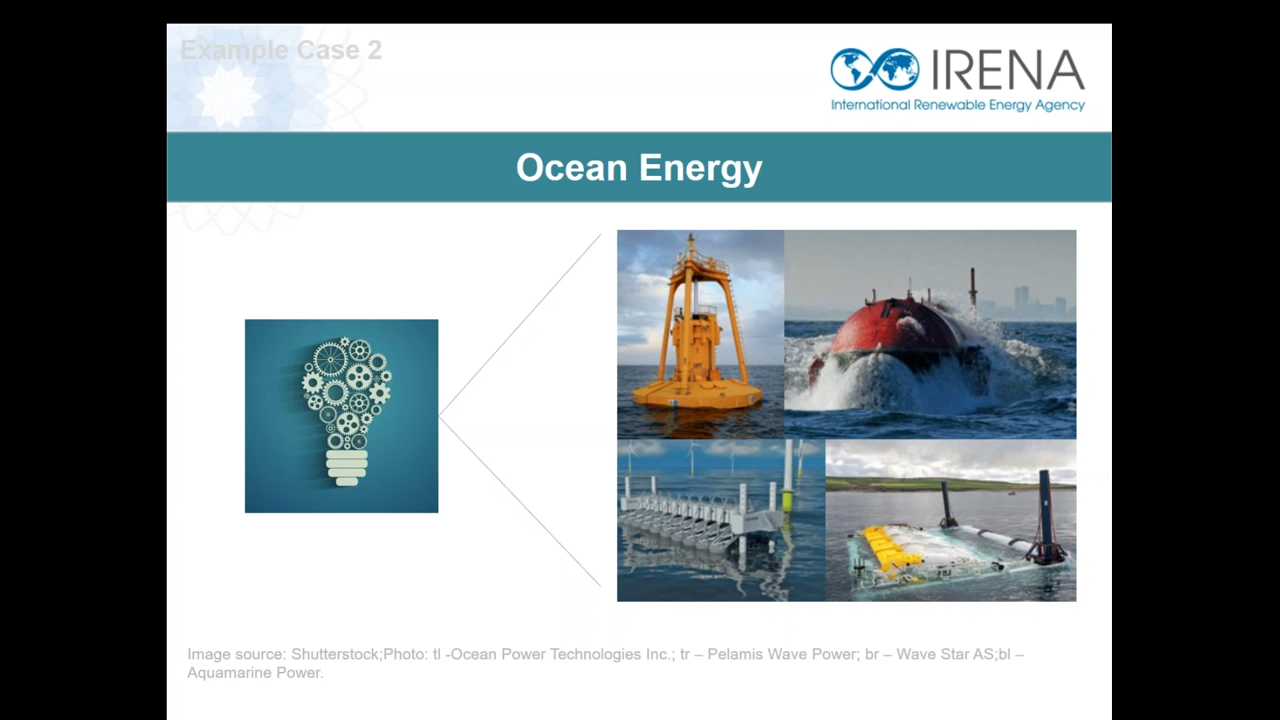 Example Case 2
IRENA
International Renewable Energy Agency
Ocean Energy
Image source: Shutterstock;Photo: tl -Ocean Power Technologies Inc.; tr – Pelamis Wave Power; br – Wave Star AS;bl –
Aquamarine Power.